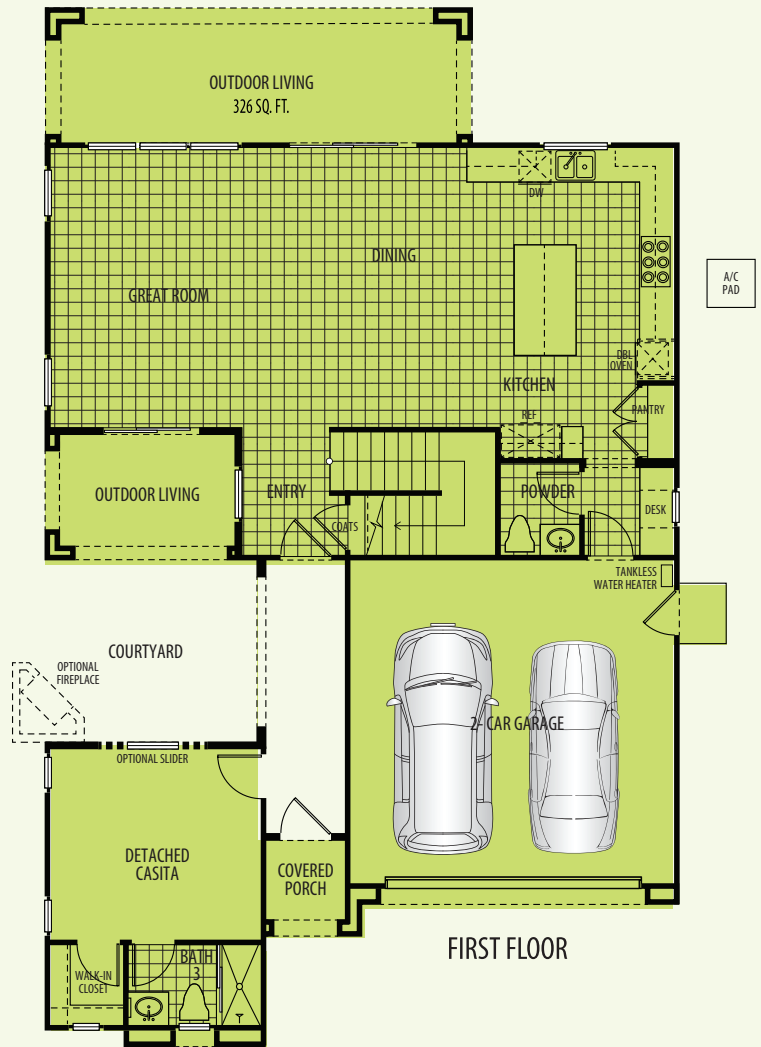 OUTDOOR LIVING
326 SQ. FT.
DW
DINING
GREAT ROOM
A/C
PAD
DBL
OVEN
KITCHEN
REF
PANTRY
OUTDOOR LIVING
ENTRY
POWDER
DESK
COATS
TANKLESS
WATER HEATER
COURTYARD
OPTIONAL
FIREPLACE
2- CAR GARAGE
OPTIONAL SLIDER
DETACHED
CASITA
COVERED
PORCH
FIRST FLOOR
BATH
3
WALK-IN
CLOSET